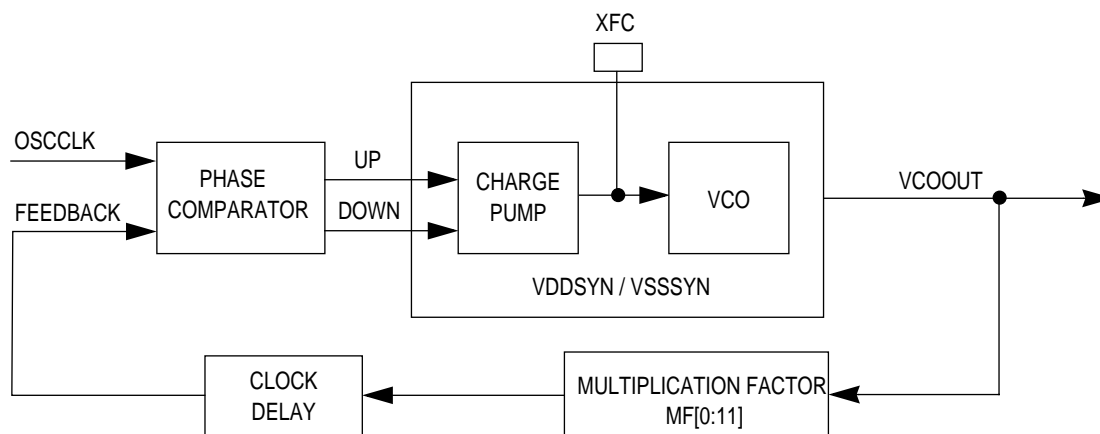 XFC
OSCCLK
UP
PHASE
COMPARATOR
CHARGE
PUMP
VCO
VCOOUT
FEEDBACK
DOWN
VDDSYN / VSSSYN
CLOCK
DELAY
MULTIPLICATION FACTOR
MF[0:11]